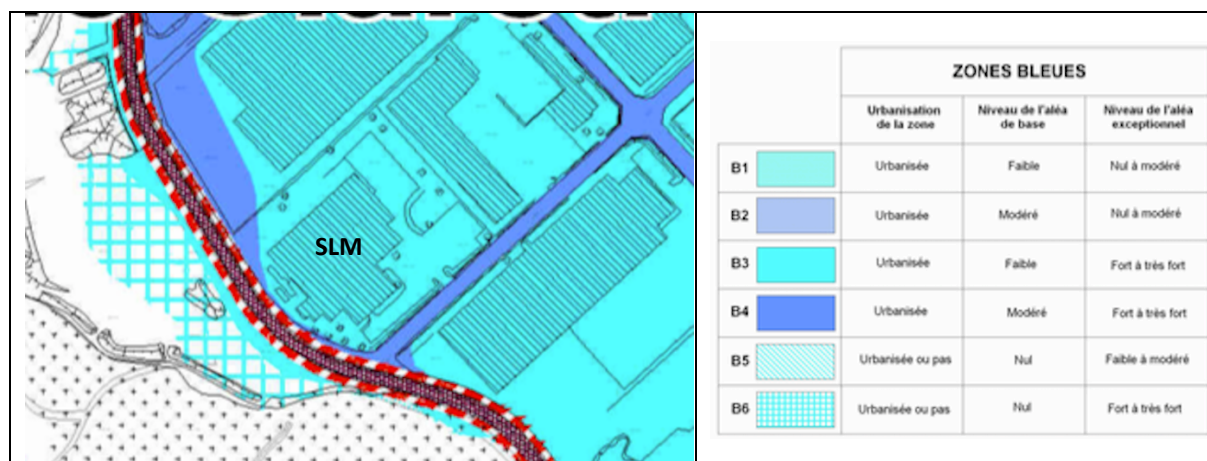 SLM
ZONES BLEUES
Urbanisation de la zone Niveau de l'aléa de base Niveau de l'aléa exceptionnel
B1 Urbanisée Faible Nul à modéré
B2 Urbanisée Modéré Nul à modéré
B3 Urbanisée Faible Fort à très fort
B4 Urbanisée Modéré Fort à très fort
B5 Urbanisée ou pas Nul Faible à modéré
B6 Urbanisée ou pas Nul Fort à très fort